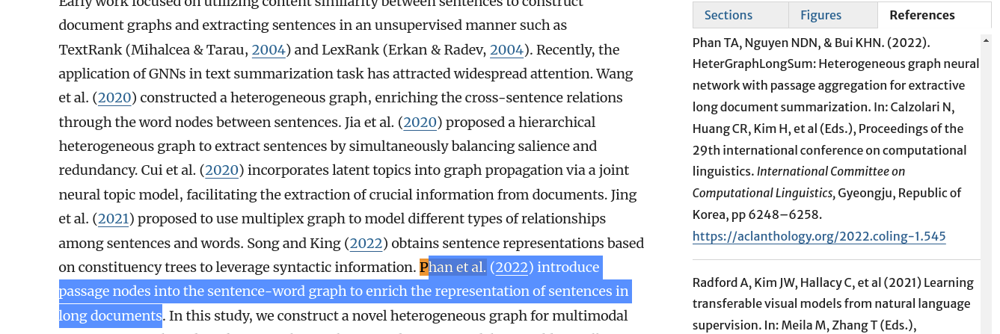 Early work focused on utilizing content similarity between sentences to construct
document graphs and extracting sentences in an unsupervised manner such as
TextRank (Mihalcea & Tarau, 2004) and LexRank (Erkan & Radev, 2004). Recently, the
application of GNNs in text summarization task has attracted widespread attention. Wang
et al. (2020) constructed a heterogeneous graph, enriching the cross-sentence relations
through the word nodes between sentences. Jia et al. (2020) proposed a hierarchical
heterogeneous graph to extract sentences by simultaneously balancing salience and
redundancy. Cui et al. (2020) incorporates latent topics into graph propagation via a joint
neural topic model, facilitating the extraction of crucial information from documents. Jing
et al. (2021) proposed to use multiplex graph to model different types of relationships
among sentences and words. Song and King (2022) obtains sentence representations based
on constituency trees to leverage syntactic information. Phan et al. (2022) introduce
passage nodes into the sentence-word graph to enrich the representation of sentences in
long documents. In this study, we construct a novel heterogeneous graph for multimodal
Sections
Figures
References
Phan TA, Nguyen NDN, & Bui KHN. (2022).
HeterGraphLongSum: Heterogeneous graph neural
network with passage aggregation for extractive
long document summarization. In: Calzolari N,
Huang CR, Kim H, et al (Eds.), Proceedings of the
29th international conference on computational
linguistics. International Committee on
Computational Linguistics, Gyeongju, Republic of
Korea, pp 6248–6258.
https://aclanthology.org/2022.coling-1.545
Radford A, Kim JW, Hallacy C, et al (2021) Learning
transferable visual models from natural language
supervision. In: Meila M, Zhang T (Eds.),